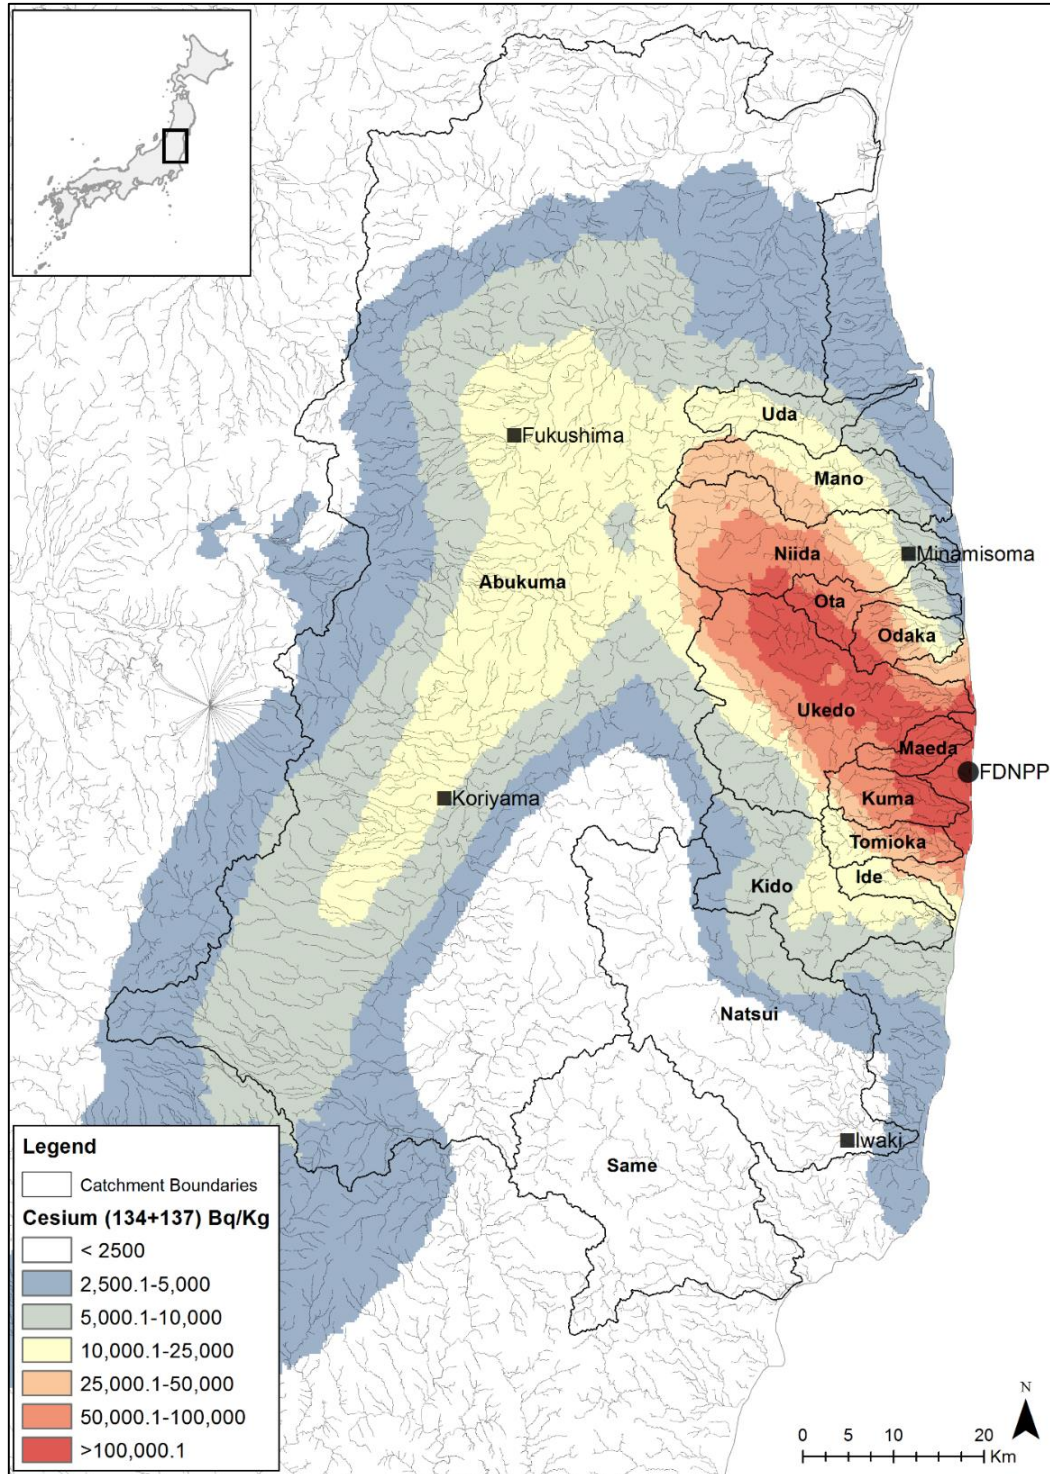 Uda
Fukushima
Mano
Niida
Minamisoma
Abukuma
Ota
Odaka
Ukedo
Maeda
FDNPP
Koriyama
Kuma
Tomioka
Ide
Kido
Natsui
Iwaki
Same
Legend
Catchment Boundaries
Cesium (134+137) Bq/Kg
< 2500
2,500.1-5,000
5,000.1-10,000
10,000.1-25,000
25,000.1-50,000
50,000.1-100,000
>100,000.1
N
0 5 10 20
Km